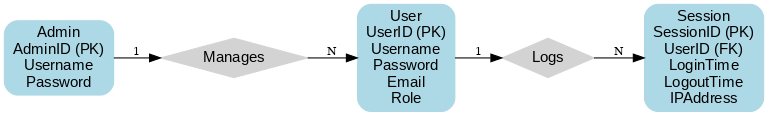 Admin
AdminID (PK)
Username
Password
1
Manages
N
User
UserID (PK)
Username
Password
Email
Role
1
Logs
N
Session
SessionID (PK)
UserID (FK)
LoginTime
LogoutTime
IPAddress